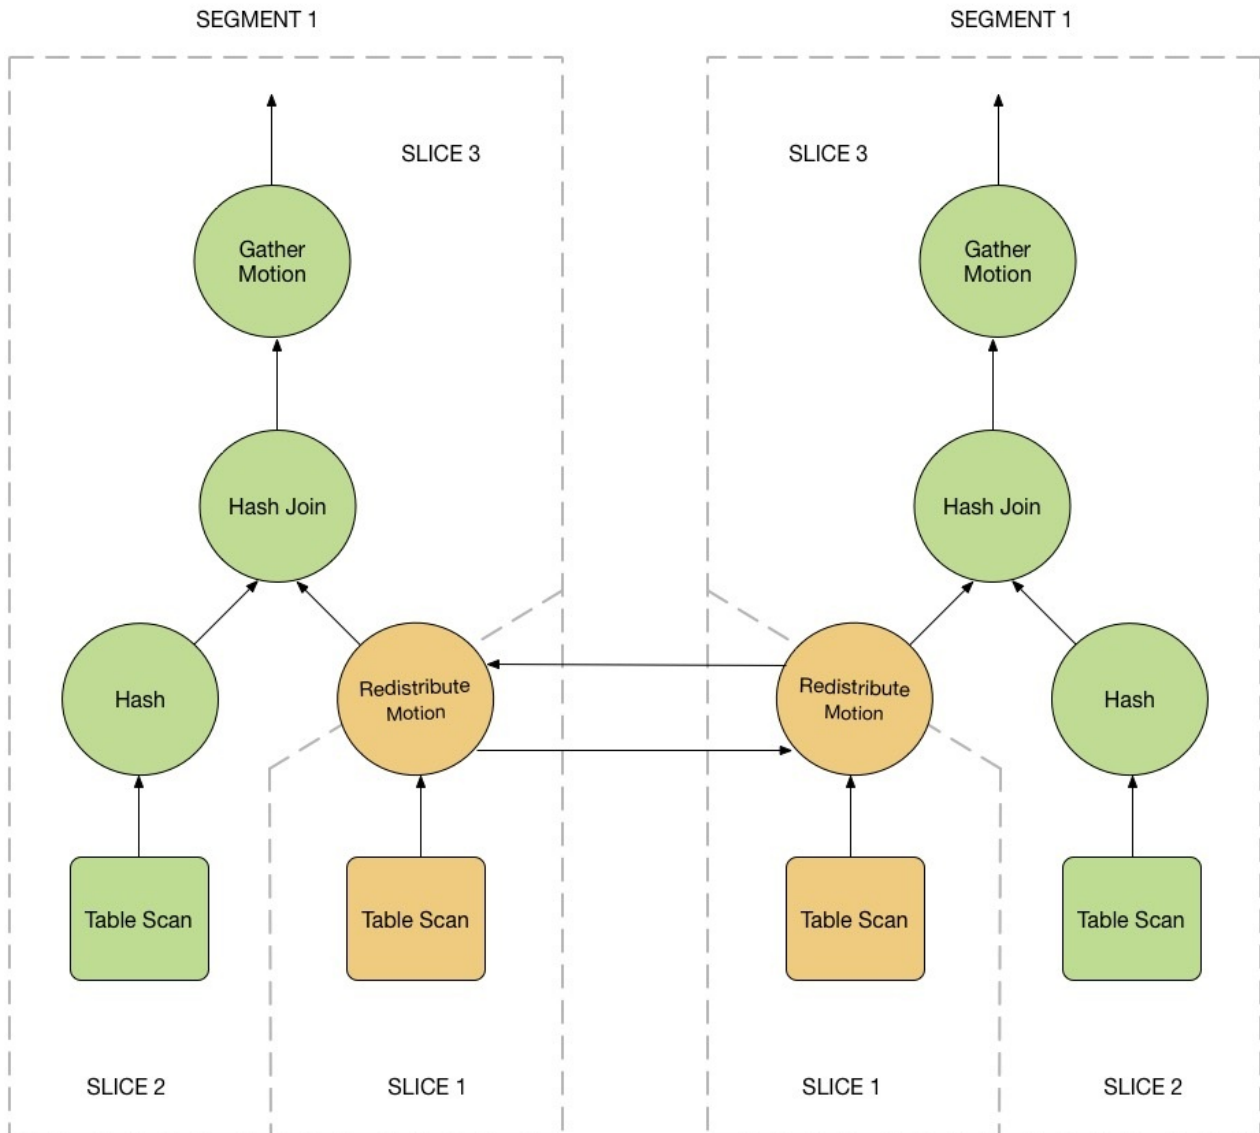 SEGMENT 1
SEGMENT 1
SLICE 3
SLICE 3
Gather
Motion
Gather
Motion
Hash Join
Hash Join
Hash
Redistribute
Motion
Redistribute
Motion
Hash
Table Scan
Table Scan
Table Scan
Table Scan
SLICE 2
SLICE 1
SLICE 1
SLICE 2